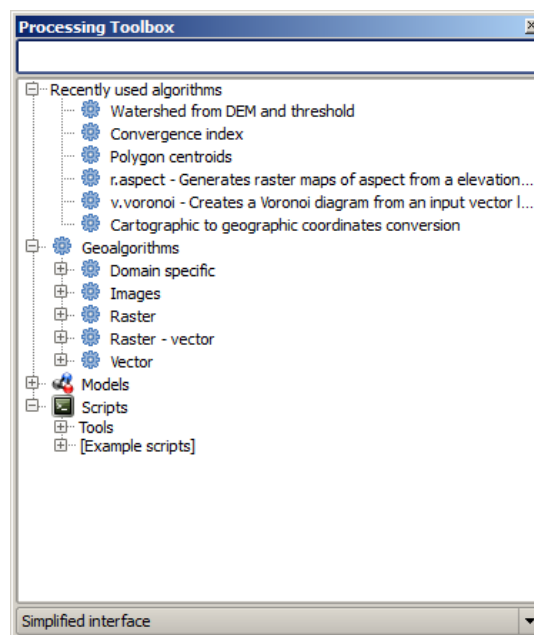 Processing Toolbox
Recently used algorithms
Watershed from DEM and threshold
Convergence index
Polygon centroids
r.aspect - Generates raster maps of aspect from a elevation...
v.voronoi - Creates a Voronoi diagram from an input vector l...
Cartographic to geographic coordinates conversion
Geoalgorithms
Domain specific
Images
Raster
Raster - vector
Vector
Models
Scripts
Tools
[Example scripts]
Simplified interface